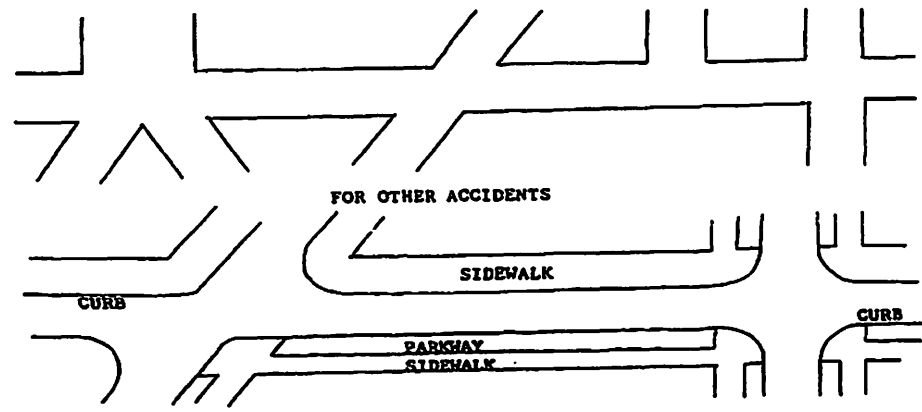 FOR OTHER ACCIDENTS
SIDEWALK
CURB
CURB
PARKWAY
SIDEWALK